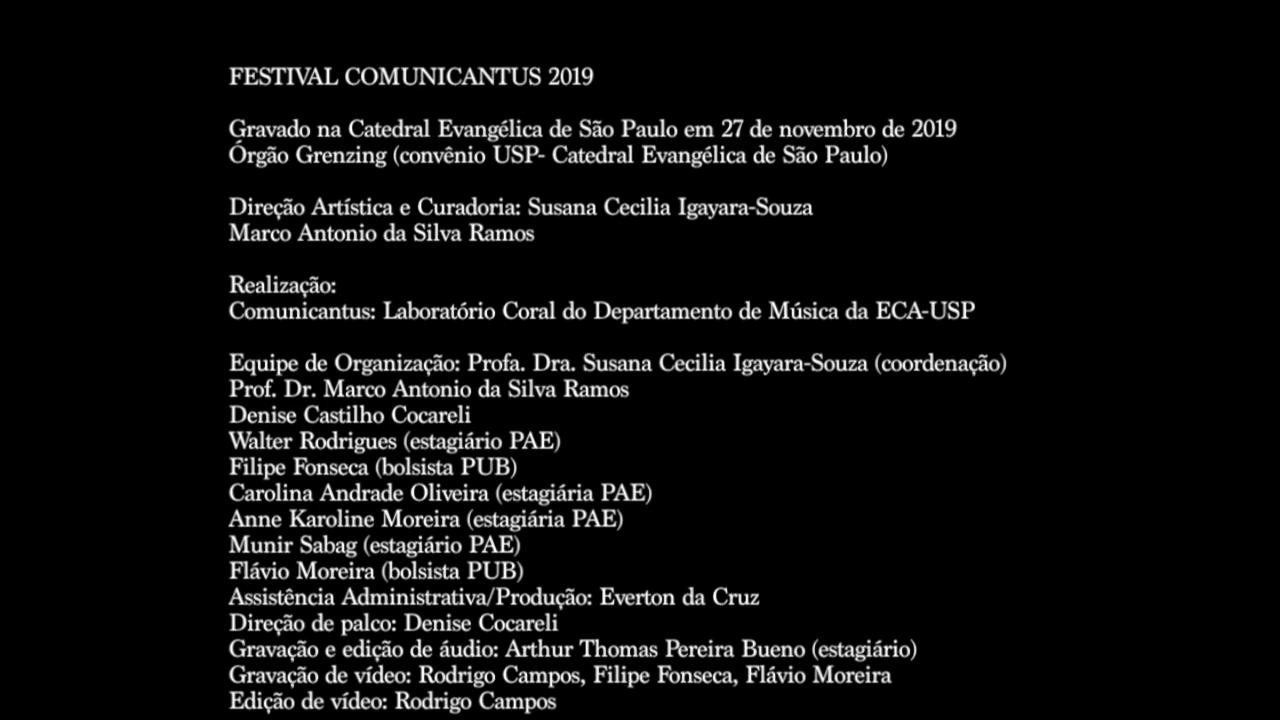 FESTIVAL COMUNICANTUS 2019
Gravado na Catedral Evangélica de São Paulo em 27 de novembro de 2019
Órgão Grenzing (convênio USP- Catedral Evangélica de São Paulo)
Direção Artística e Curadoria: Susana Cecilia Igayara-Souza
Marco Antonio da Silva Ramos
Realização:
Comunicantus: Laboratório Coral do Departamento de Música da ECA-USP
Equipe de Organização: Profa. Dra. Susana Cecilia Igayara-Souza (coordenação)
Prof. Dr. Marco Antonio da Silva Ramos
Denise Castilho Cocareli
Walter Rodrigues (estagiário PAE)
Filipe Fonseca (bolsista PUB)
Carolina Andrade Oliveira (estagiária PAE)
Anne Karoline Moreira (estagiária PAE)
Munir Sabag (estagiário PAE)
Flávio Moreira (bolsista PUB)
Assistência Administrativa/Produção: Everton da Cruz
Direção de palco: Denise Cocareli
Gravação e edição de áudio: Arthur Thomas Pereira Bueno (estagiário)
Gravação de vídeo: Rodrigo Campos, Filipe Fonseca, Flávio Moreira
Edição de vídeo: Rodrigo Campos